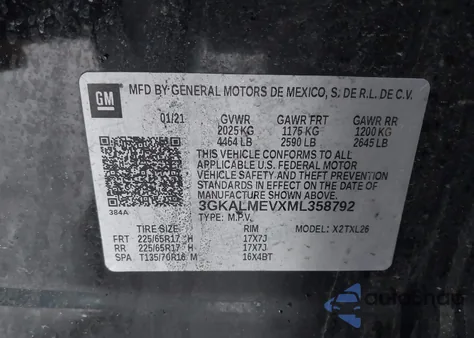 GM
MFD BY GENERAL MOTORS DE MEXICO, S. DE R.L. DE C.V.
01/21 GVWR GAWR FRT GAWR RR
2025 KG 1175 KG 1200 KG
4464 LB 2590 LB 2645 LB
THIS VEHICLE CONFORMS TO ALL
APPLICABLE U.S. FEDERAL MOTOR
VEHICLE SAFETY AND THEFT PREVENTION
STANDARDS IN EFFECT ON THE DATE OF
MANUFACTURE SHOWN ABOVE.
3GKALMEVXML358792
384A
TYPE: M.P.V.
TIRE SIZE RIM MODEL: X2TXL26
FRT 225/65R17 H 17X7J
RR 225/65R17 H 17X7J
SPA T135/70R16 M 16X4BT
autoSnap